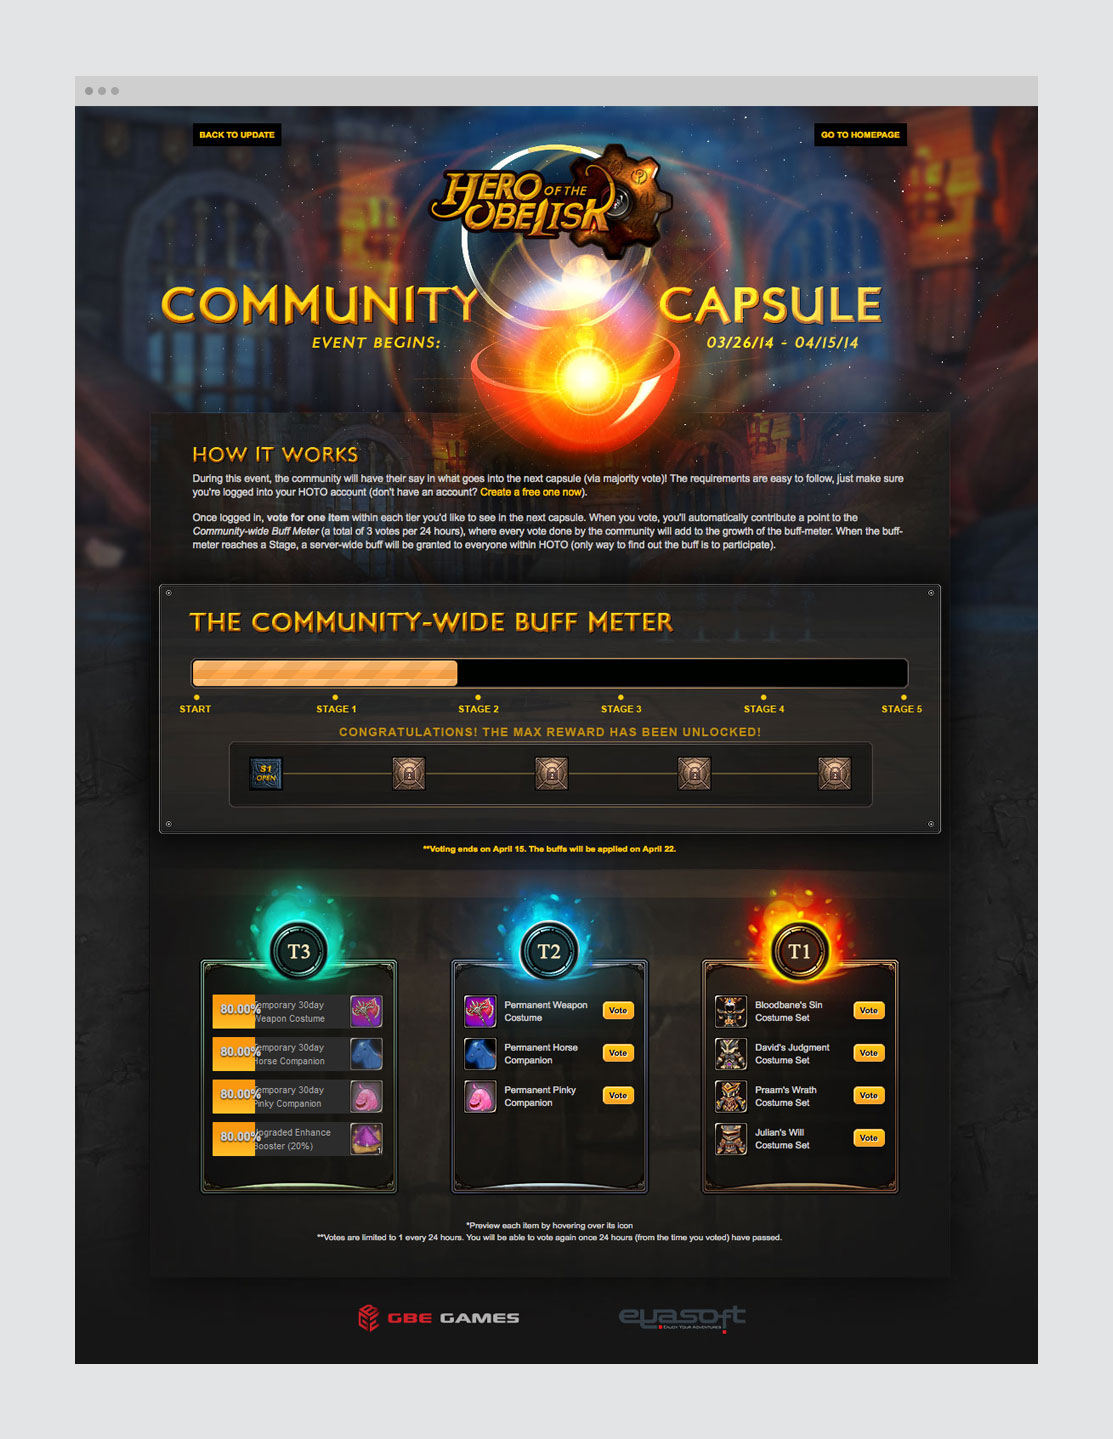 BACK TO UPDATE
GO TO HOMEPAGE
HERO OF THE
OBELISK
COMMUNITY CAPSULE
EVENT BEGINS: 03/26/14 - 04/15/14
HOW IT WORKS
During this event, the community will have their say in what goes into the next capsule (via majority vote)! The requirements are easy to follow, just make sure
you're logged into your HOTO account (don't have an account? Create a free one now).
Once logged in, vote for one item within each tier you'd like to see in the next capsule. When you vote, you'll automatically contribute a point to the
Community-wide Buff Meter (a total of 3 votes per 24 hours), where every vote done by the community will add to the growth of the buff-meter. When the buff-
meter reaches a Stage, a server-wide buff will be granted to everyone within HOTO (only way to find out the buff is to participate).
THE COMMUNITY-WIDE BUFF METER
START STAGE 1 STAGE 2 STAGE 3 STAGE 4 STAGE 5
CONGRATULATIONS! THE MAX REWARD HAS BEEN UNLOCKED!
S1
OPEN
**Voting ends on April 15. The buffs will be applied on April 22.
T3
80.00% Temporary 30day
Weapon Costume
80.00% Temporary 30day
Horse Companion
80.00% Temporary 30day
Pinky Companion
80.00% Upgraded Enhance
Booster (20%)
T2
Permanent Weapon
Costume
Vote
Permanent Horse
Companion
Vote
Permanent Pinky
Companion
Vote
T1
Bloodbane's Sin
Costume Set
Vote
David's Judgment
Costume Set
Vote
Praam's Wrath
Costume Set
Vote
Julian's Will
Costume Set
Vote
*Preview each item by hovering over its icon
**Votes are limited to 1 every 24 hours. You will be able to vote again once 24 hours (from the time you voted) have passed.
GBE GAMES
eyasoft
ENJOY YOUR ADVENTURES